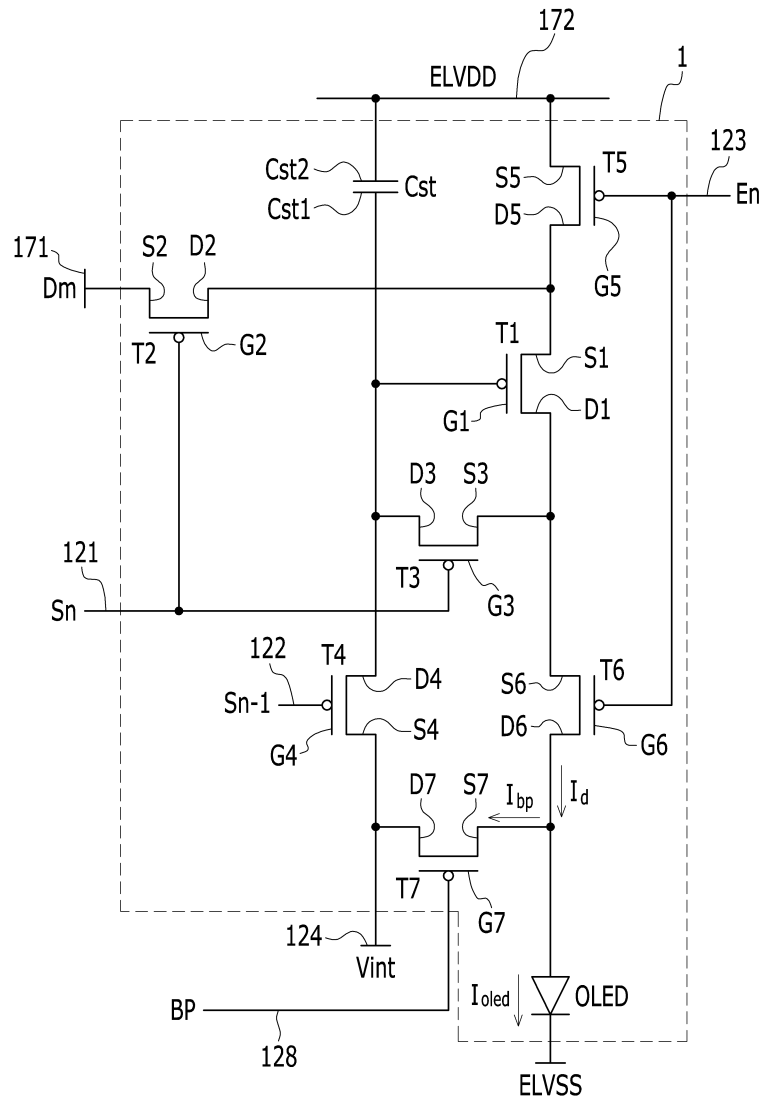 172
ELVDD
1
Cst2
Cst
Cst1
S5
T5
123
En
D5
G5
171
S2
D2
Dm
T2
G2
T1
S1
G1
D1
D3
S3
121
T3
G3
Sn
122
T4
D4
T6
S6
Sn-1
S4
D6
G4
G6
D7
S7
Ibp
Id
T7
G7
124
Vint
Ioled
OLED
BP
128
ELVSS